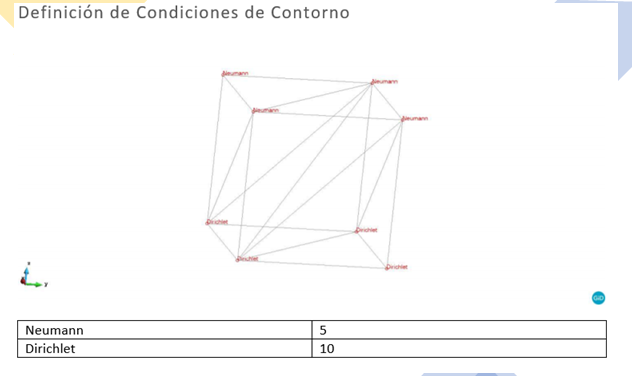 Definición de Condiciones de Contorno
Neumann
Neumann
Neumann
Neumann
Dirichlet
Dirichlet
Dirichlet
Dirichlet
y
GiD
Neumann 5
Dirichlet 10